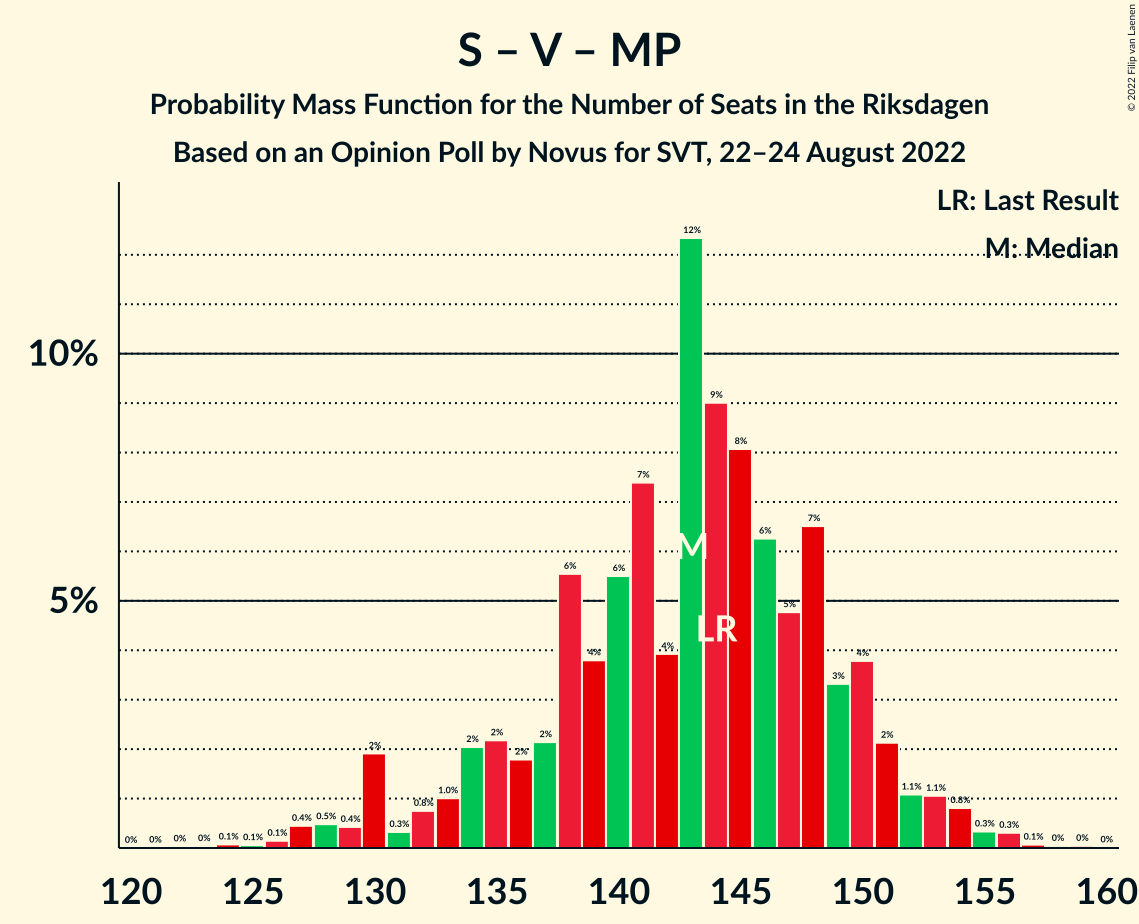 S – V – MP
Probability Mass Function for the Number of Seats in the Riksdagen
Based on an Opinion Poll by Novus for SVT, 22–24 August 2022
© 2022 Filip van Laenen
LR: Last Result
M: Median
10%
5%
0% 0% 0% 0% 0.1% 0.1% 0.1% 0.4% 0.5% 0.4% 2% 0.3% 0.8% 1.0% 2% 2% 2% 2% 6% 4% 6% 7% 4% 12% 9% 8% 6% 5% 7% 3% 4% 2% 1.1% 1.1% 0.8% 0.3% 0.3% 0.1% 0% 0% 0%
M
LR
120 125 130 135 140 145 150 155 160